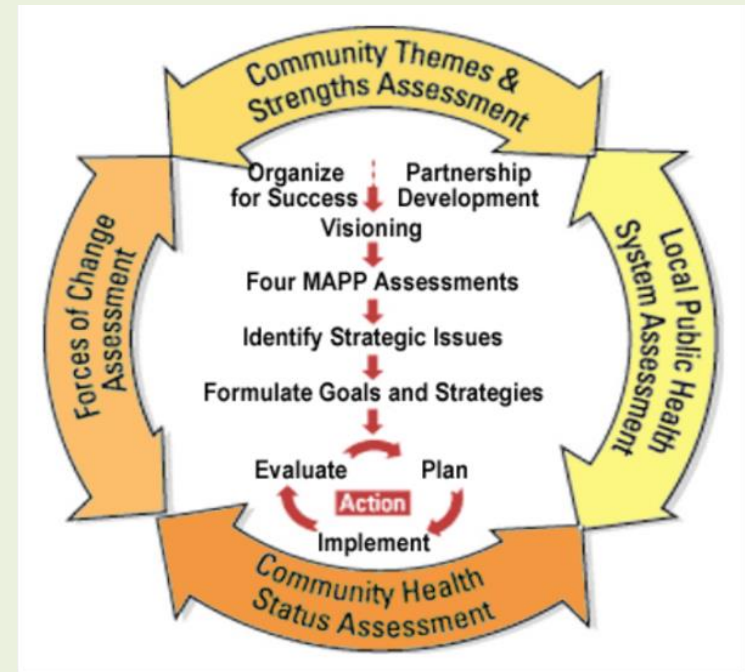 Community Themes &
Strengths Assessment
Organize
for Success
Partnership
Development
Visioning
Four MAPP Assessments
Identify Strategic Issues
Formulate Goals and Strategies
Evaluate
Plan
Action
Implement
Forces of Change
Assessment
Local Public Health
System Assessment
Community Health
Status Assessment